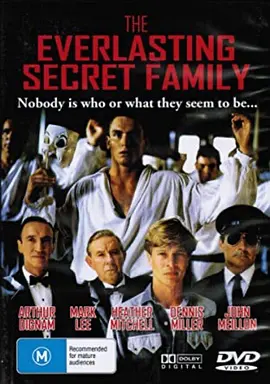 THE
EVERLASTING
SECRET FAMILY
Nobody is who or what they seem to be...
ARTHUR DIGNAM
MARK LEE
HEATHER MITCHELL
DENNIS MILLER
JOHN MEILLON
M
Recommended
for mature
audiences
DOLBY
DIGITAL
DVD
VIDEO